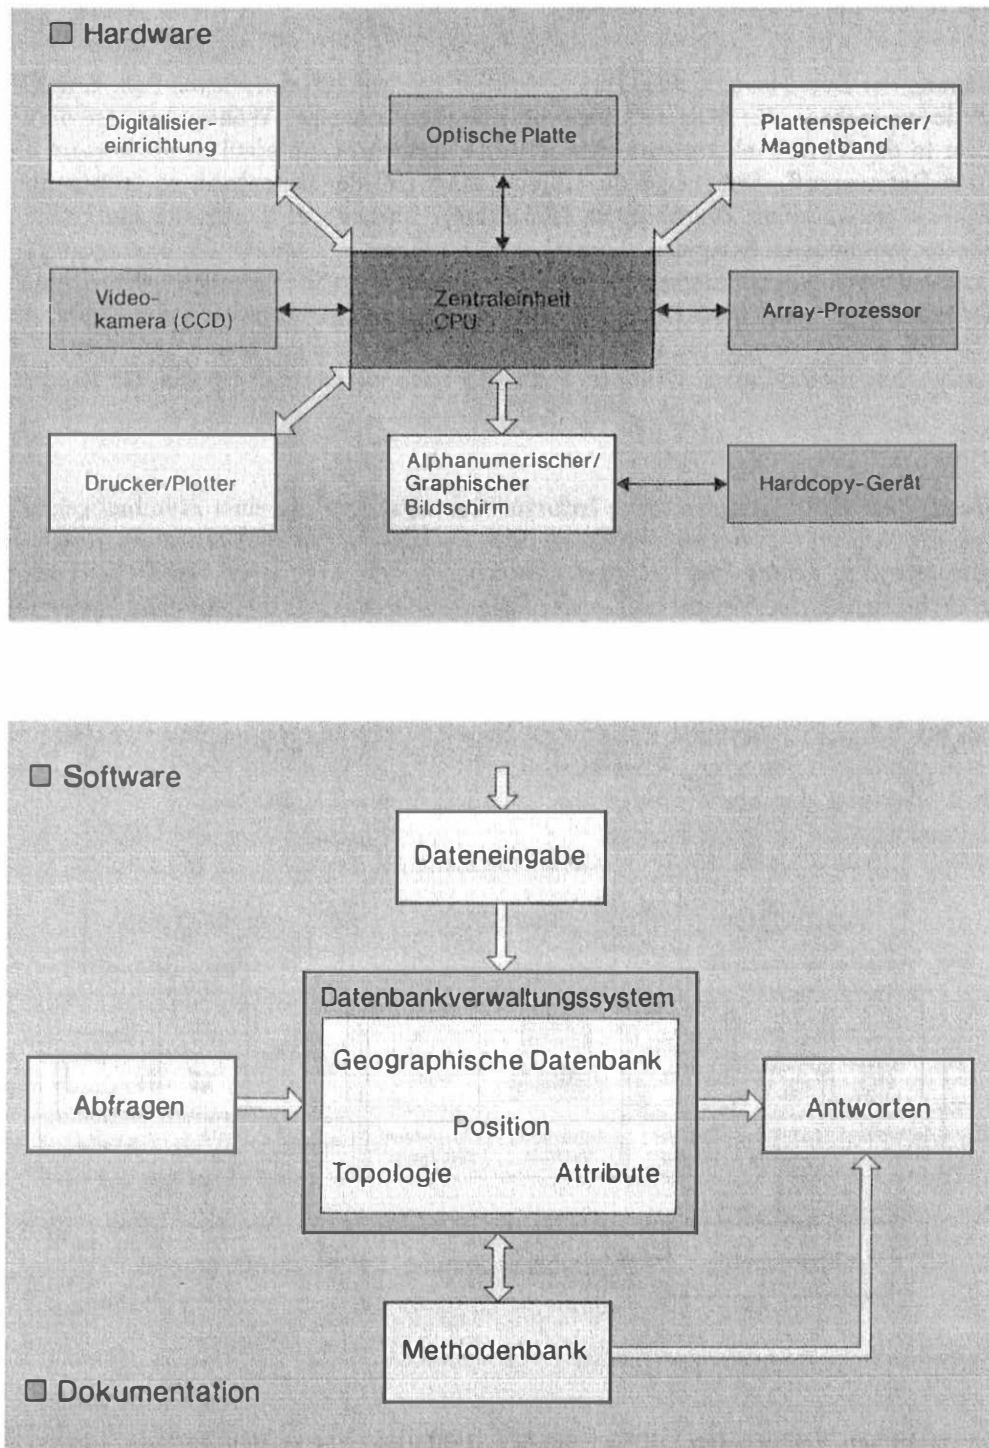 Hardware
Digitalisier-
einrichtung
Optische Platte
Plattenspeicher/
Magnetband
Video-
kamera (CCD)
Zentraleinheit
CPU
Array-Prozessor
Drucker/Plotter
Alphanumerischer/
Graphischer
Bildschirm
Hardcopy-Gerät
Software
Dateneingabe
Datenbankverwaltungssystem
Geographische Datenbank
Abfragen
Position
Antworten
Topologie
Attribute
Methodenbank
Dokumentation